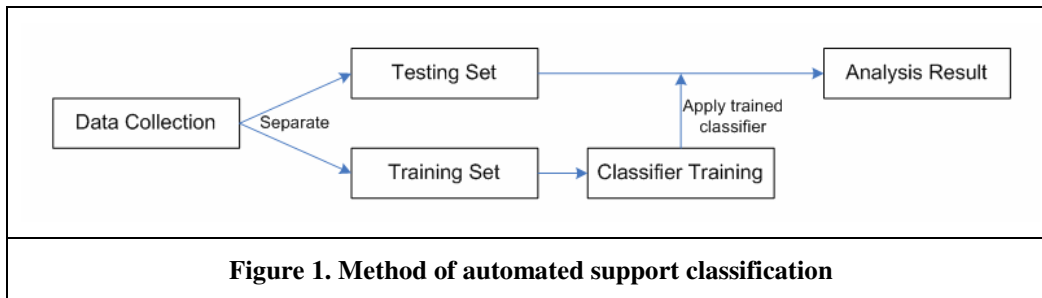 Testing Set
Analysis Result
Data Collection
Separate
Apply trained
classifier
Training Set
Classifier Training
Figure 1. Method of automated support classification